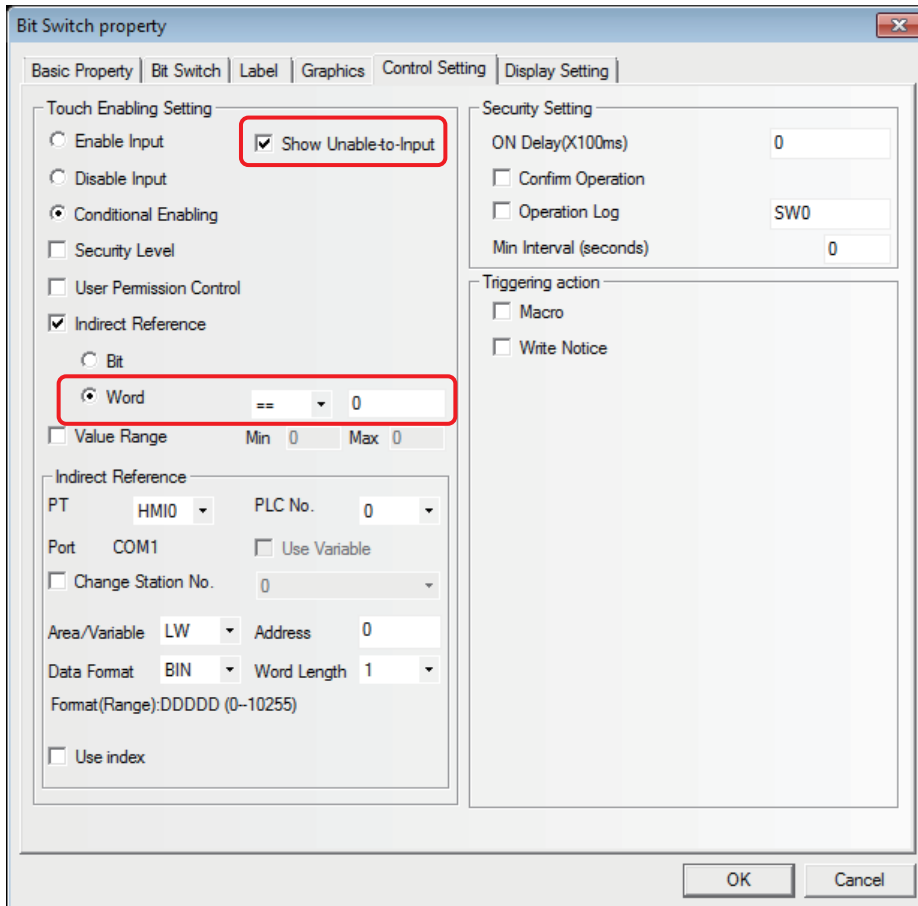 Bit Switch property
Basic Property Bit Switch Label Graphics Control Setting Display Setting
Touch Enabling Setting
Enable Input Show Unable-to-Input
Disable Input
Conditional Enabling
Security Level
User Permission Control
Indirect Reference
Bit
Word == 0
Value Range Min 0 Max 0
Indirect Reference
PT HMI0 PLC No. 0
Port COM1 Use Variable
Change Station No. 0
Area/Variable LW Address 0
Data Format BIN Word Length 1
Format(Range):DDDDD (0--10255)
Use index
Security Setting
ON Delay(X100ms) 0
Confirm Operation
Operation Log SW0
Min Interval (seconds) 0
Triggering action
Macro
Write Notice
OK Cancel